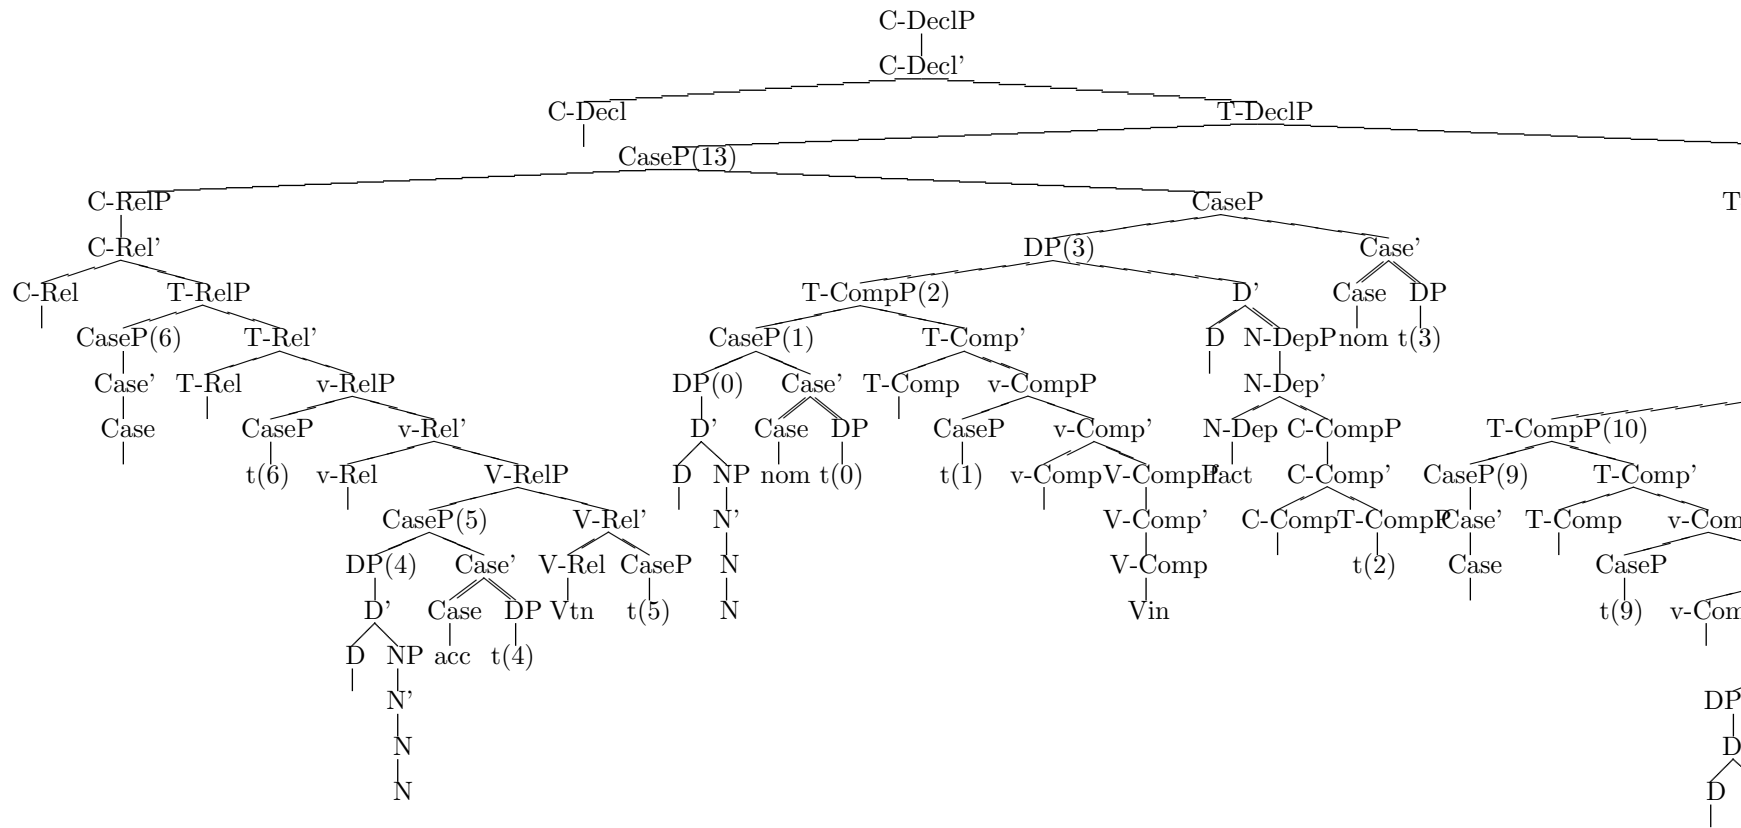 C-DeclP
C-Decl'
C-Decl T-DeclP
CaseP(13)
C-RelP CaseP T
C-Rel' DP(3) Case'
C-Rel T-RelP T-CompP(2) D' Case DP
CaseP(6) T-Rel' CaseP(1) T-Comp' D N-DepP nom t(3)
Case' T-Rel v-RelP DP(0) Case' T-Comp v-CompP N-Dep'
Case CaseP v-Rel' D' Case DP CaseP v-Comp' N-Dep C-CompP T-CompP(10)
t(6) v-Rel V-RelP D NP nom t(0) t(1) v-Comp V-CompP fact C-Comp' CaseP(9) T-Comp'
CaseP(5) V-Rel' N' V-Comp' C-Comp T-CompP Case' T-Comp v-Com
DP(4) Case' V-Rel CaseP N V-Comp t(2) Case CaseP
D' Case DP Vtn t(5) N Vin t(9) v-Com
D NP acc t(4)
N' DP
N D
N D